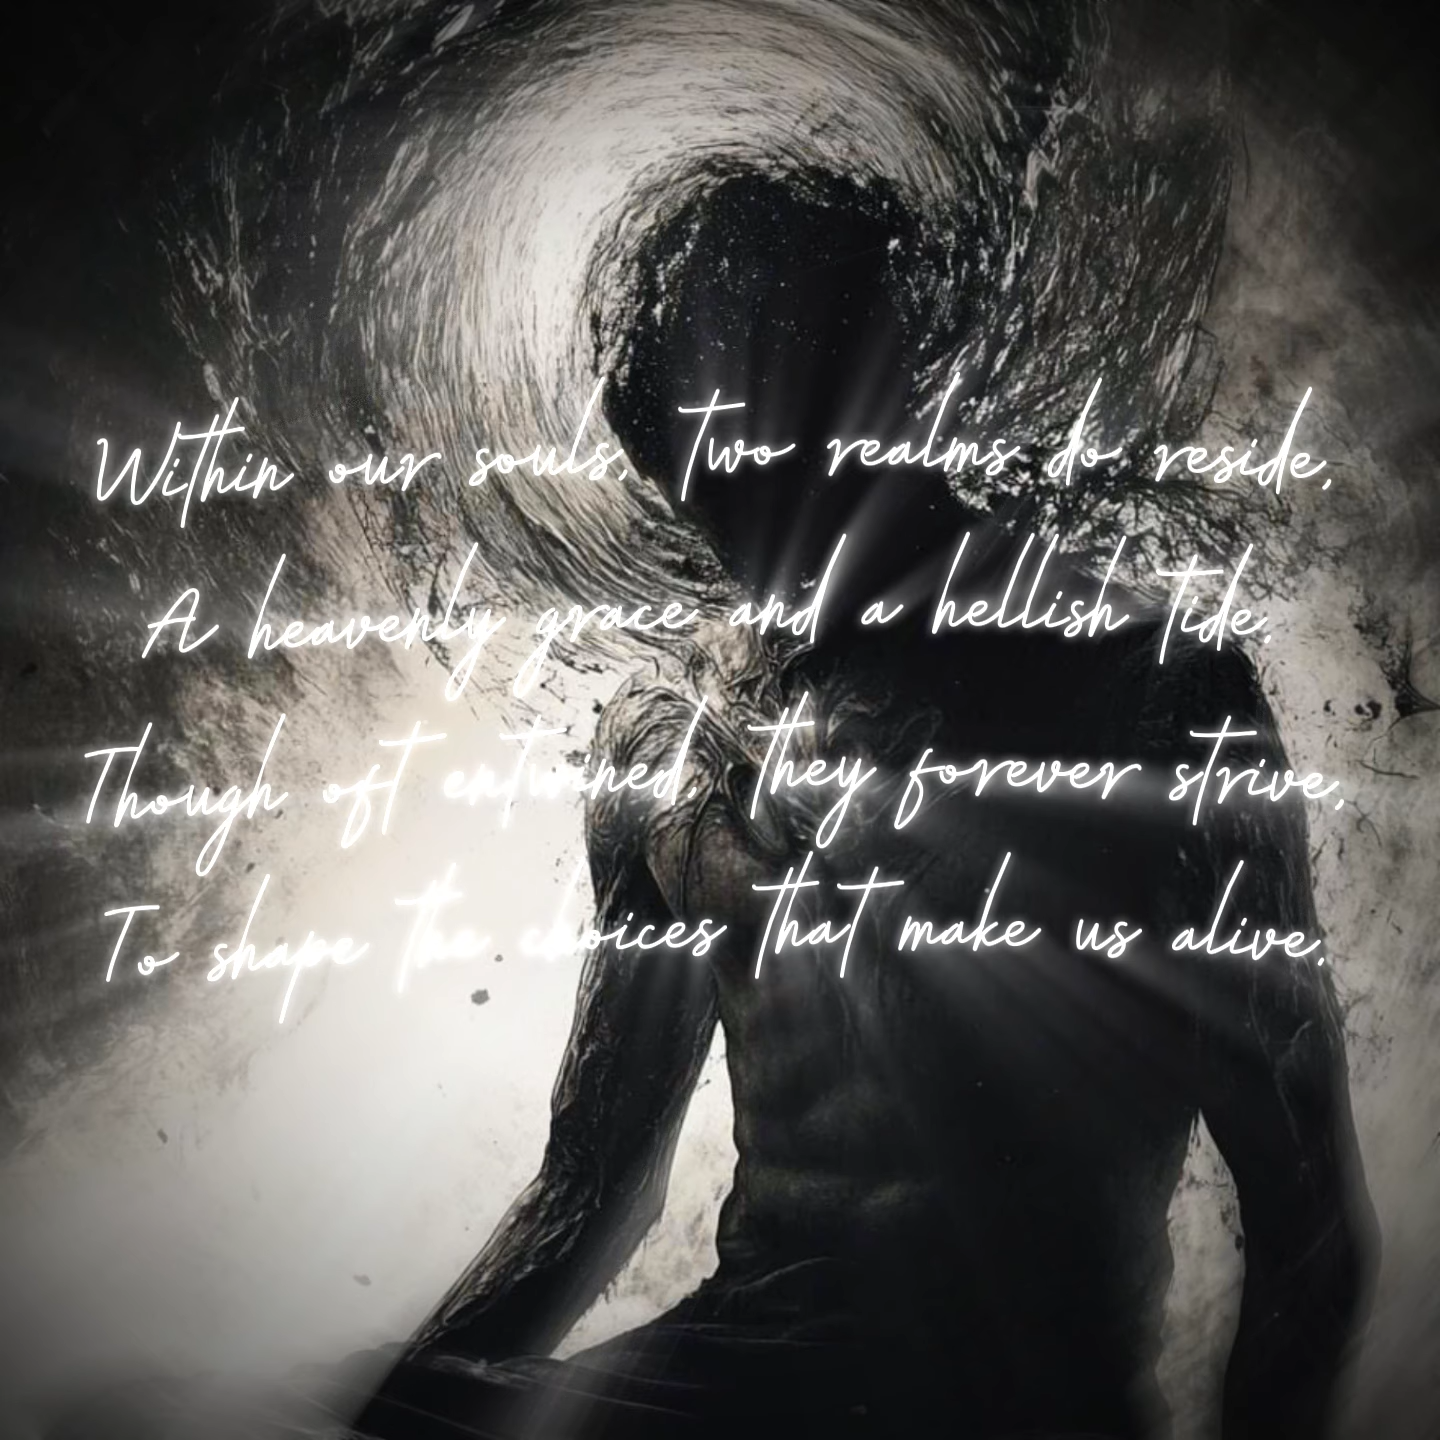 Within our souls, two realms do reside,
A heavenly grace and a hellish tide.
Though oft entwined, they forever strive,
To shape the choices that make us alive.